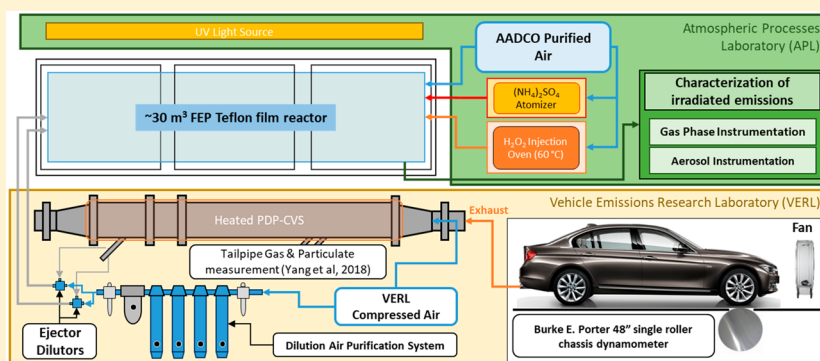 UV Light Source
AADCO Purified
Air
Atmospheric Processes
Laboratory (APL)
~30 m³ FEP Teflon film reactor
(NH₄)₂SO₄
Atomizer
H₂O₂ Injection
Oven (60 °C)
Characterization of
irradiated emissions
Gas Phase Instrumentation
Aerosol Instrumentation
Vehicle Emissions Research Laboratory (VERL)
Heated PDP-CVS
Exhaust
Fan
Tailpipe Gas & Particulate
measurement (Yang et al, 2018)
VERL
Compressed Air
Ejector
Dilutors
Dilution Air Purification System
Burke E. Porter 48” single roller
chassis dynamometer